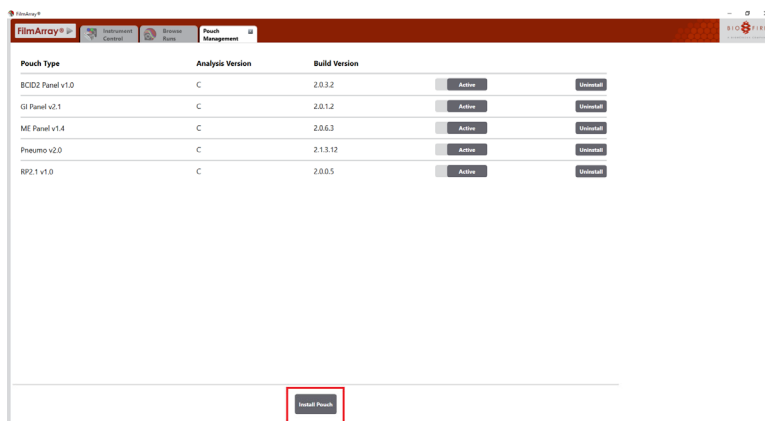 FilmArray®
FilmArray® Instrument Control Browse Runs Pouch Management
BIO FIRE
Pouch Type Analysis Version Build Version
BCID2 Panel v1.0 C 2.0.3.2 Active Uninstall
GI Panel v2.1 C 2.0.1.2 Active Uninstall
ME Panel v1.4 C 2.0.6.3 Active Uninstall
Pneumo v2.0 C 2.1.3.12 Active Uninstall
RP2.1 v1.0 C 2.0.0.5 Active Uninstall
Install Pouch